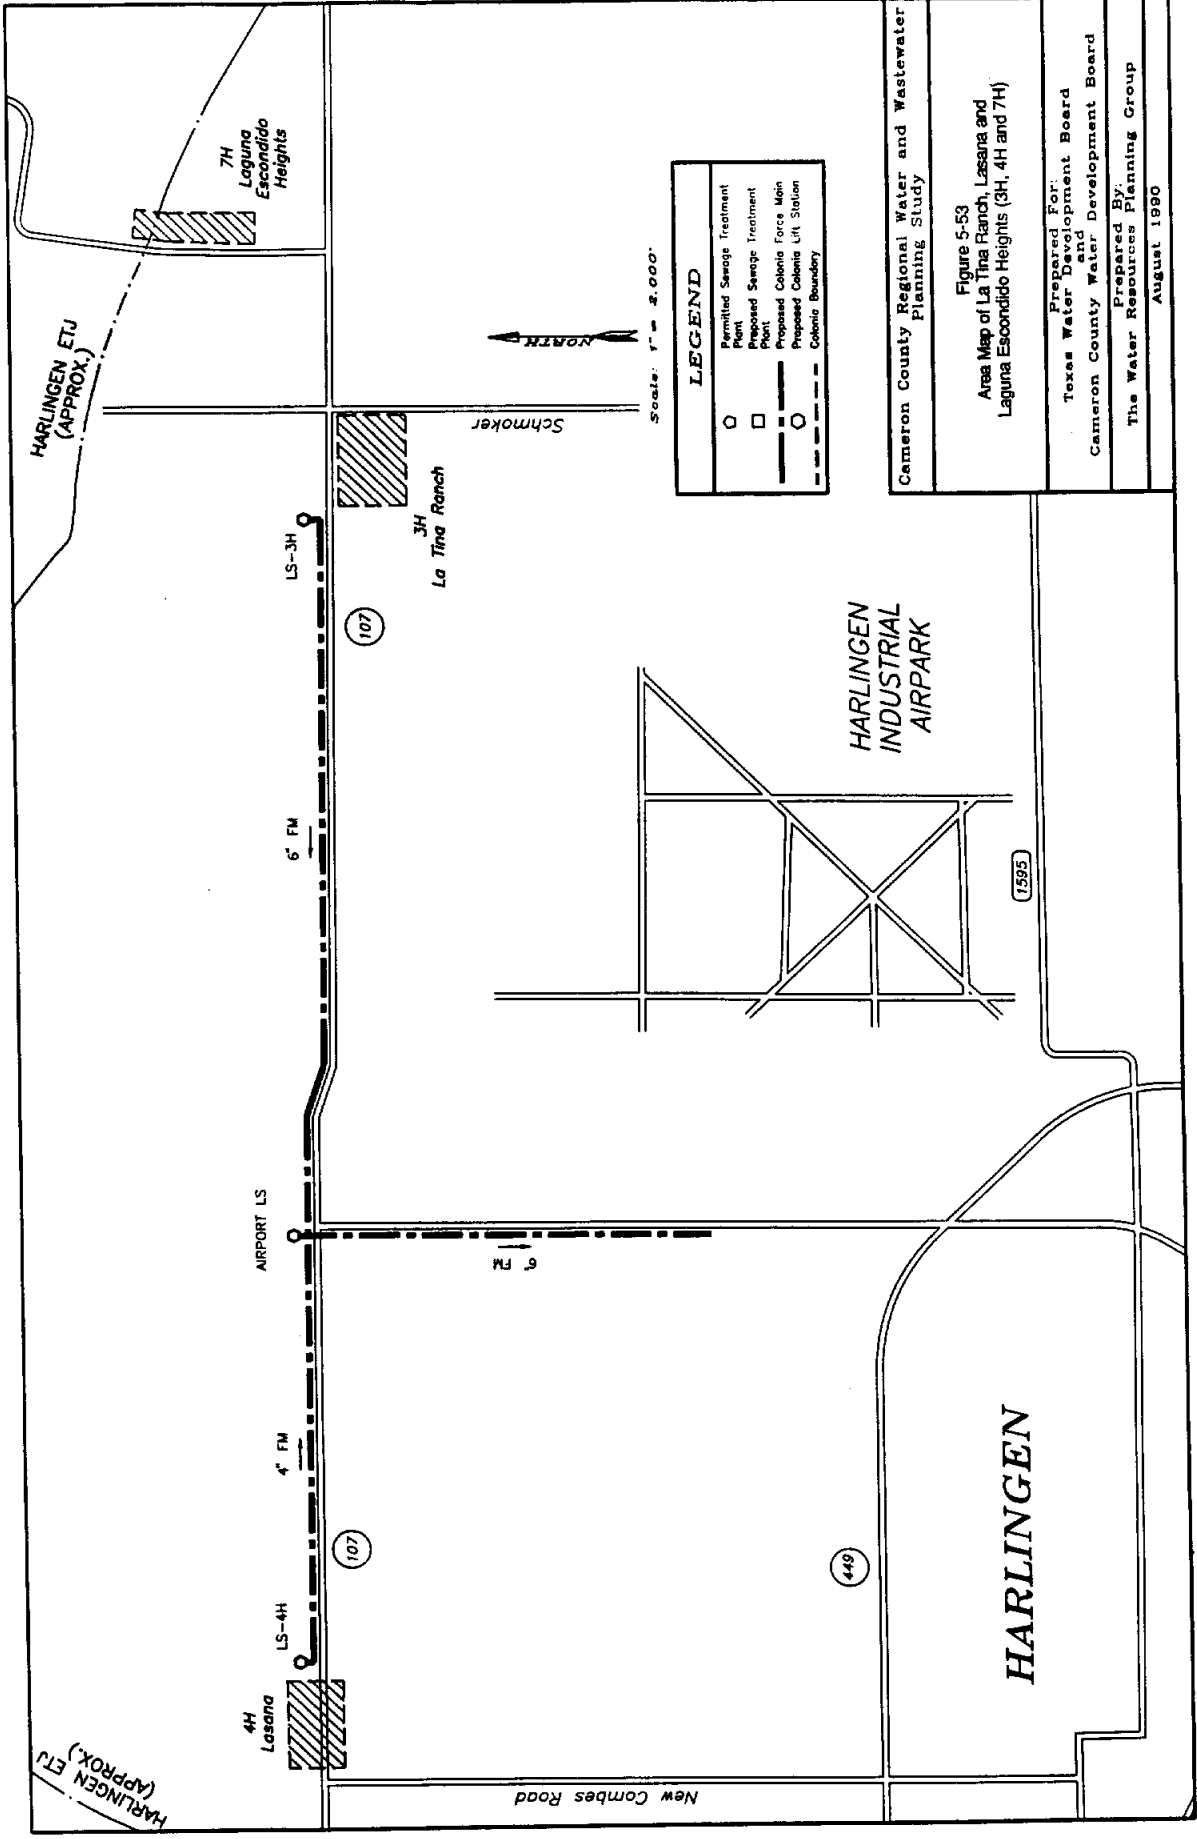 HARLINGEN ETJ
(APPROX.)
4H
Lasana
LS-4H
107
4" FM
AIRPORT LS
6" FM
6" FM
LS-3H
107
3H
La Tina Ranch
HARLINGEN ETJ
(APPROX.)
7H
Laguna
Escondido
Heights
Schmoker
New Combes Road
449
HARLINGEN
1595
HARLINGEN
INDUSTRIAL
AIRPARK
NORTH
Scale: 1" = 2,000'
LEGEND
Permitted Sewage Treatment
Plant
Proposed Sewage Treatment
Plant
Proposed Colonia Force Main
Proposed Colonia Lift Station
Colonia Boundary
Cameron County Regional Water and Wastewater
Planning Study
Figure 5-53
Area Map of La Tina Ranch, Lasana and
Laguna Escondido Heights (3H, 4H and 7H)
Prepared For:
Texas Water Development Board
and
Cameron County Water Development Board
Prepared By:
The Water Resources Planning Group
August 1990